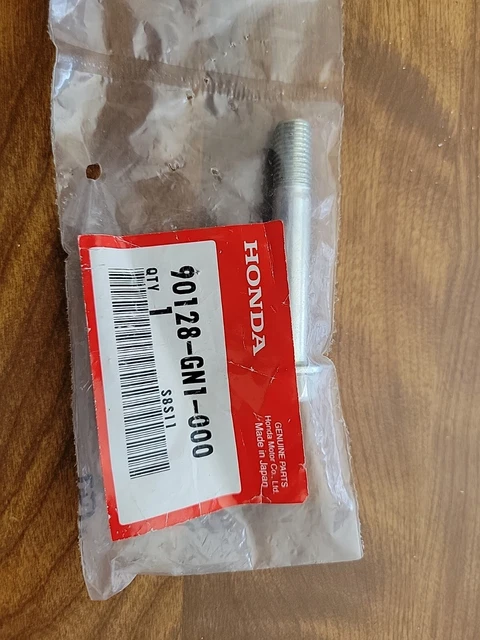 HONDA
GENUINE PARTS
Honda Motor Co., Ltd.
Made in Japan
90128-GN1-000
QTY 1
S8S11